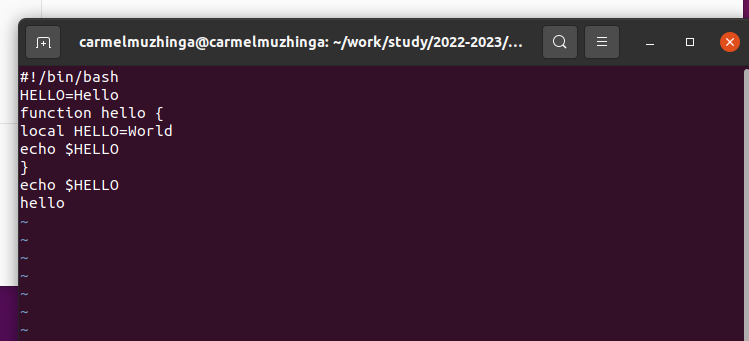 carmelmuzhinga@carmelmuzhinga: ~/work/study/2022-2023/...
#!/bin/bash
HELLO=Hello
function hello {
local HELLO=World
echo $HELLO
}
echo $HELLO
hello
~
~
~
~
~
~
~